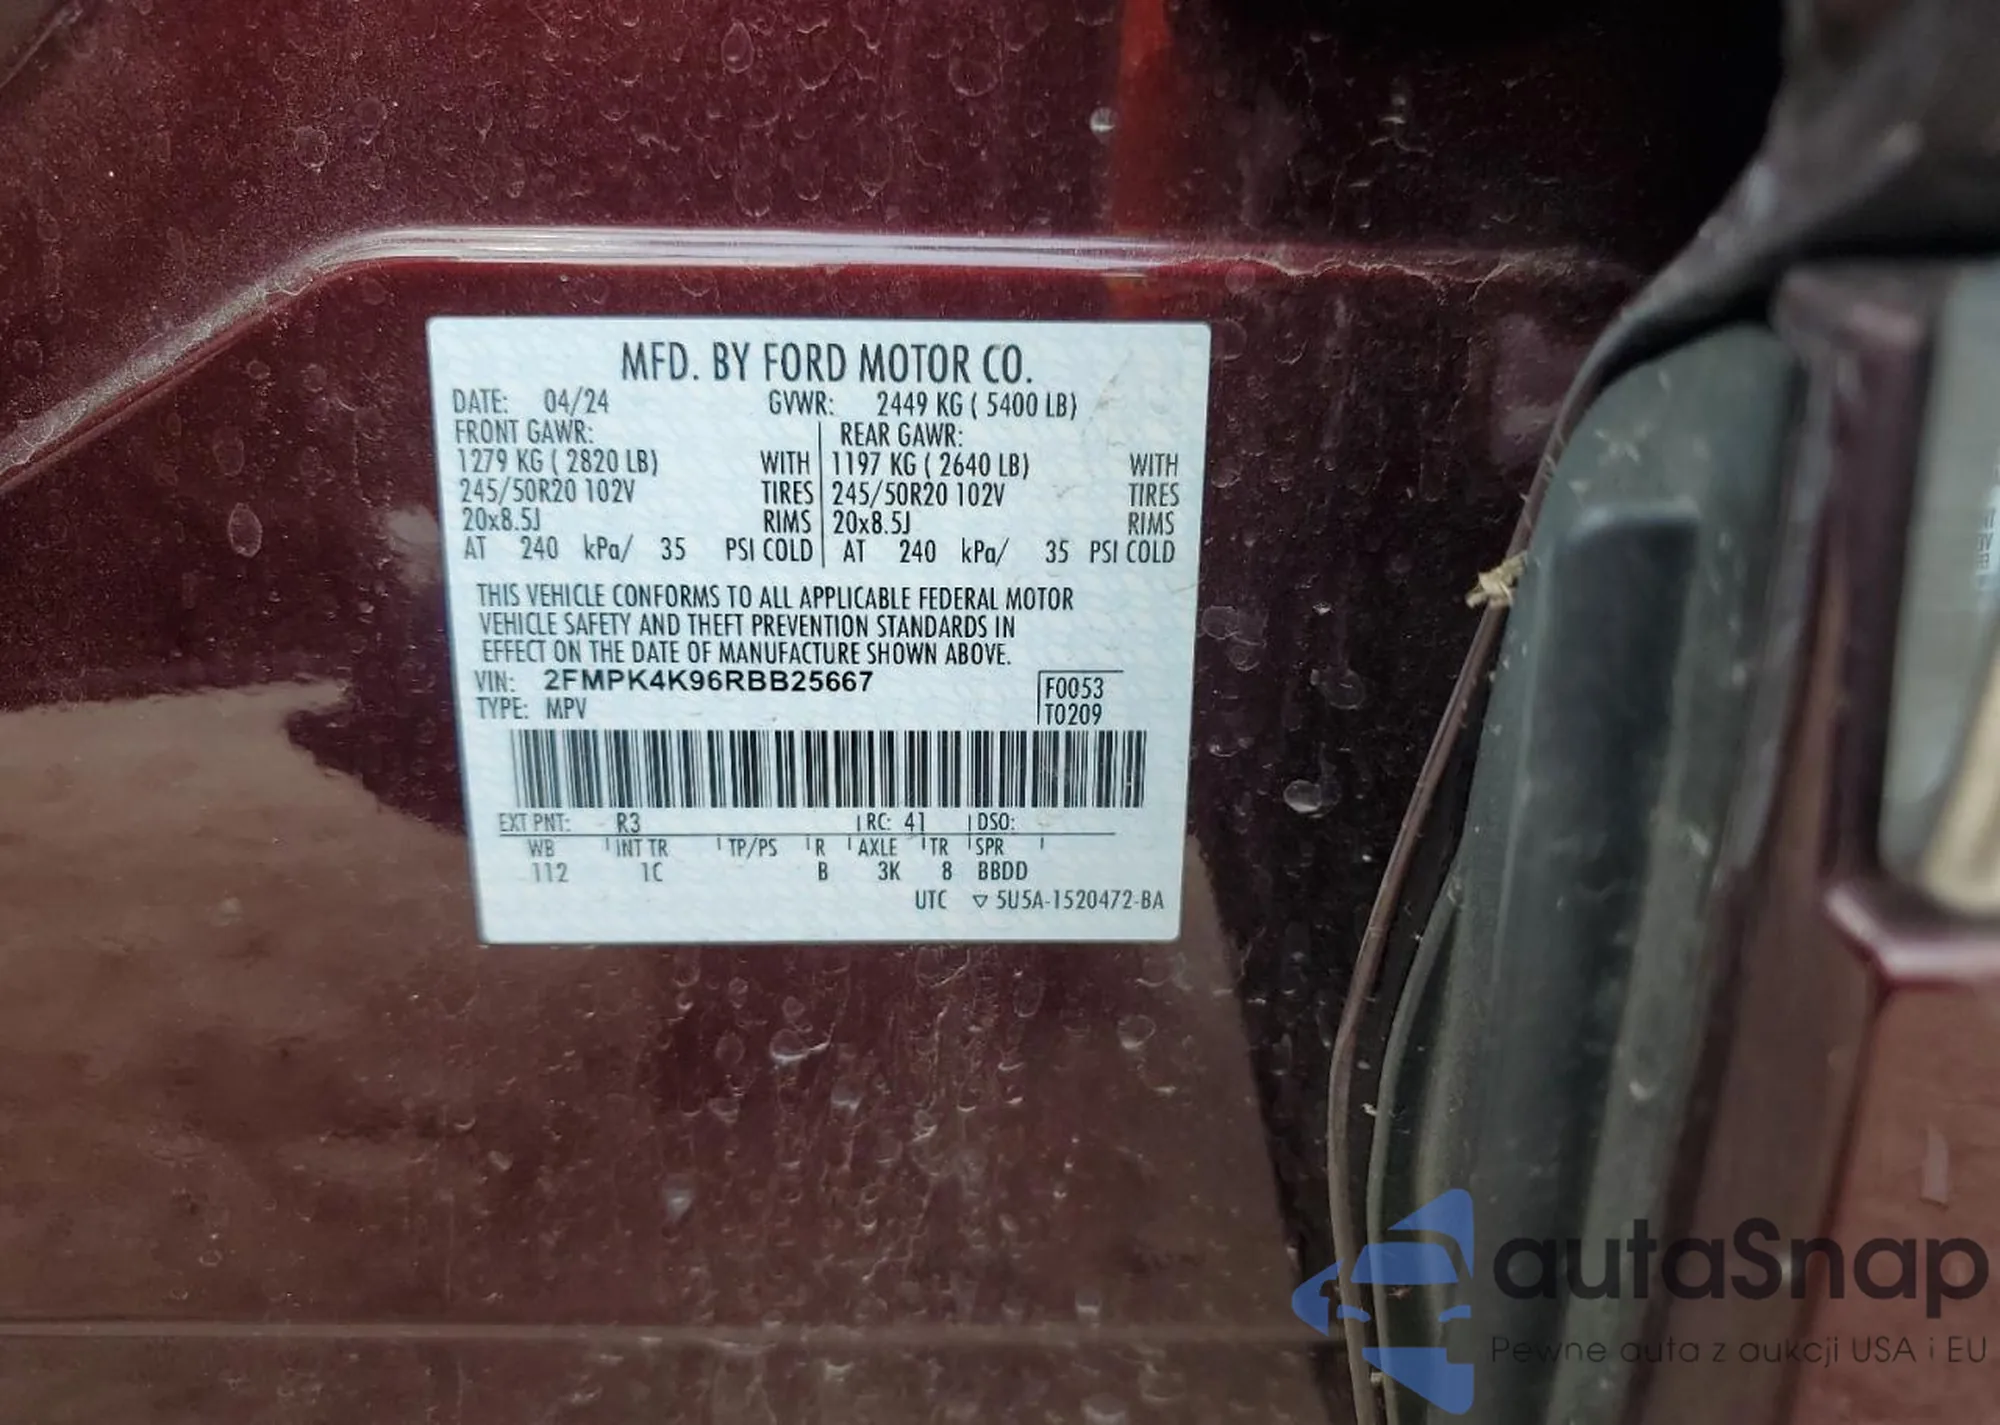 MFD. BY FORD MOTOR CO.
DATE: 04/24 GVWR: 2449 KG ( 5400 LB)
FRONT GAWR: REAR GAWR:
1279 KG ( 2820 LB) WITH 1197 KG ( 2640 LB) WITH
245/50R20 102V TIRES 245/50R20 102V TIRES
20x8.5J RIMS 20x8.5J RIMS
AT 240 kPa/ 35 PSI COLD AT 240 kPa/ 35 PSI COLD
THIS VEHICLE CONFORMS TO ALL APPLICABLE FEDERAL MOTOR
VEHICLE SAFETY AND THEFT PREVENTION STANDARDS IN
EFFECT ON THE DATE OF MANUFACTURE SHOWN ABOVE.
VIN: 2FMPK4K96RBB25667 F0053
TYPE: MPV T0209
EXT PNT: R3 RC: 41 DSO:
WB INT TR TP/PS R AXLE TR SPR
112 1C B 3K 8 BBDD
UTC ▽ 5U5A-1520472-BA
autaSnap
Pewne auta z aukcji USA i EU